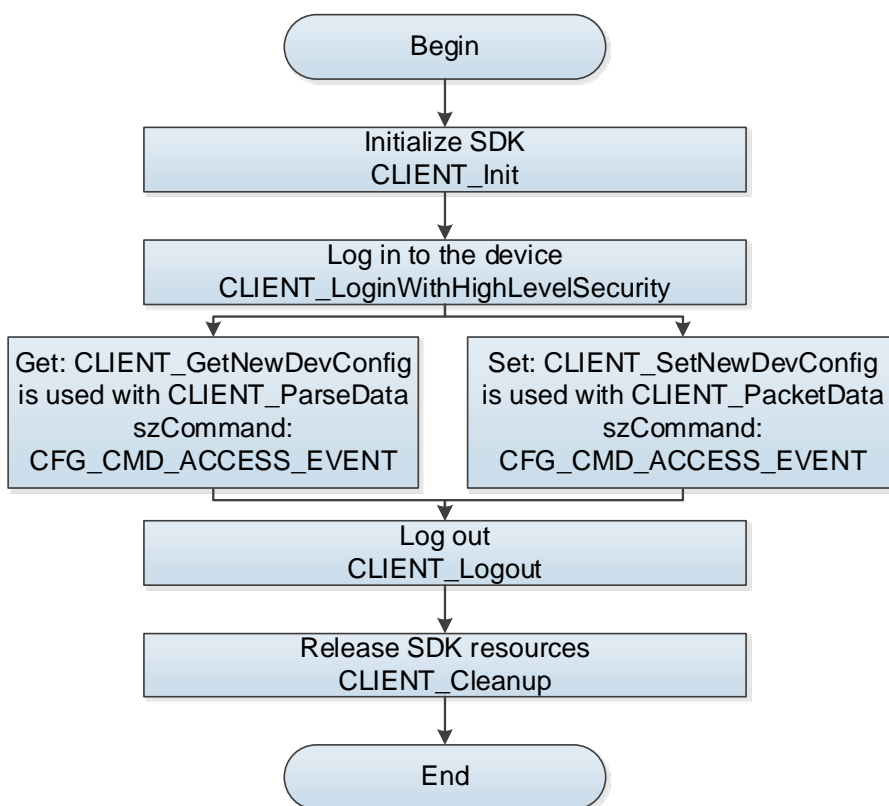 Begin
Initialize SDK
CLIENT_Init
Log in to the device
CLIENT_LoginWithHighLevelSecurity
Get: CLIENT_GetNewDevConfig
is used with CLIENT_ParseData
szCommand:
CFG_CMD_ACCESS_EVENT
Set: CLIENT_SetNewDevConfig
is used with CLIENT_PacketData
szCommand:
CFG_CMD_ACCESS_EVENT
Log out
CLIENT_Logout
Release SDK resources
CLIENT_Cleanup
End